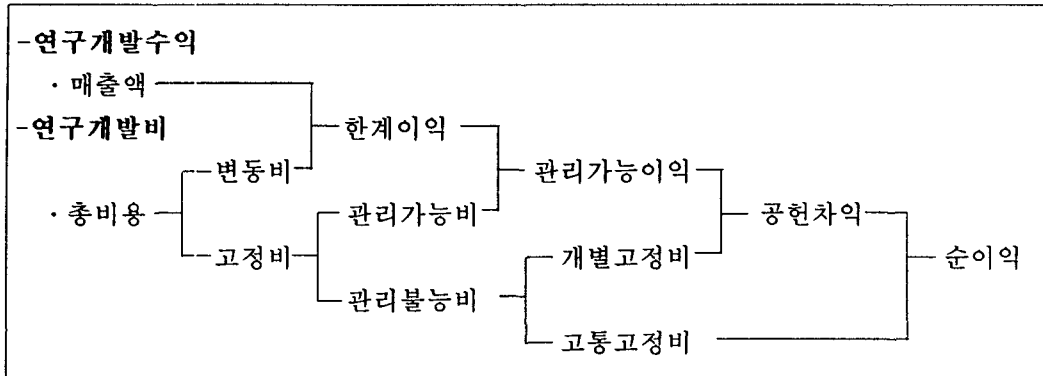 -연구개발수익
· 매출액
-연구개발비
한계이익
변동비
관리가능이익
· 총비용
관리가능비
공헌차익
고정비
개별고정비
순이익
관리불능비
고통고정비